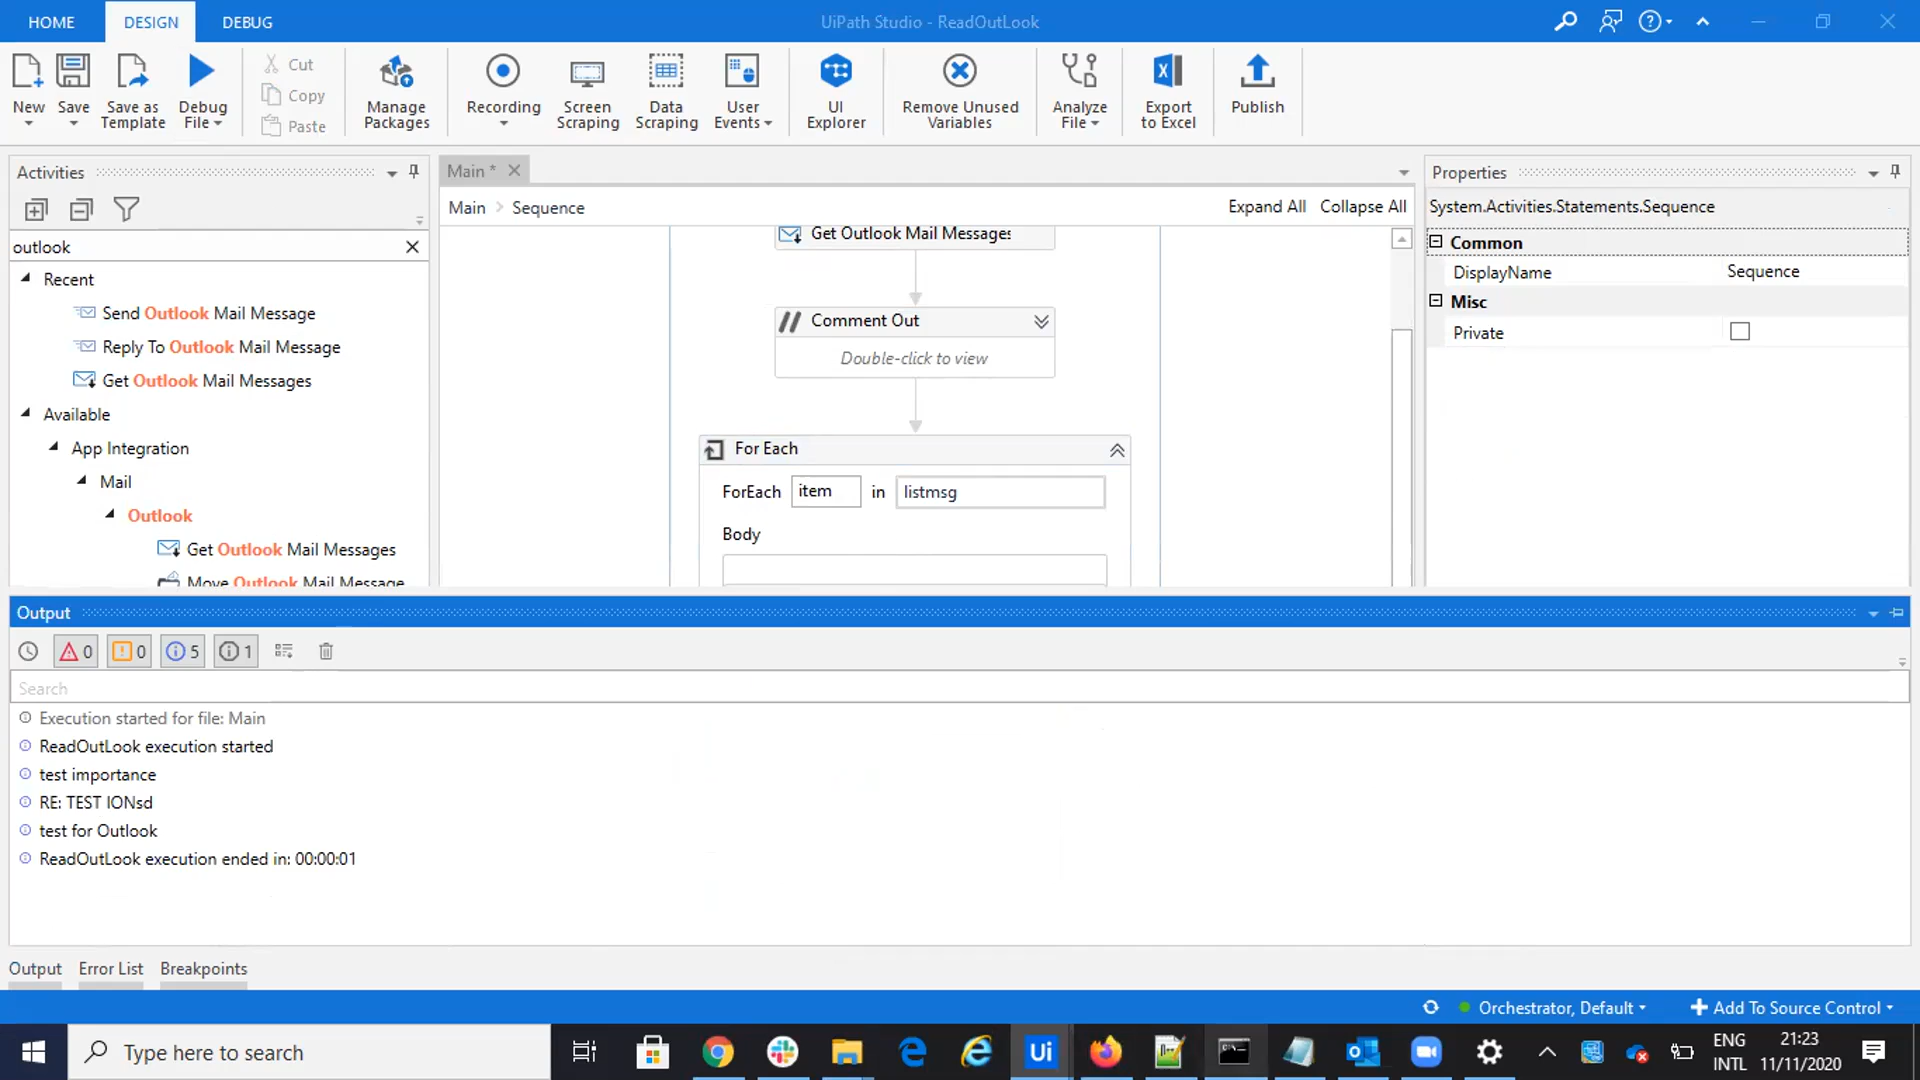 HOME DESIGN DEBUG UiPath Studio - ReadOutLook
New Save Save as Template Debug File Cut Copy Paste Manage Packages Recording Screen Scraping Data Scraping User Events UI Explorer Remove Unused Variables Analyze File Export to Excel Publish
Activities
outlook
Recent
Send Outlook Mail Message
Reply To Outlook Mail Message
Get Outlook Mail Messages
Available
App Integration
Mail
Outlook
Get Outlook Mail Messages
Move Outlook Mail Message
Main *
Main Sequence Expand All Collapse All
Get Outlook Mail Messages
Comment Out
Double-click to view
For Each
ForEach item in listmsg
Body
Properties
System.Activities.Statements.Sequence
Common
DisplayName Sequence
Misc
Private
Output
0 0 5 1
Search
Execution started for file: Main
ReadOutLook execution started
test importance
RE: TEST IONsd
test for Outlook
ReadOutLook execution ended in: 00:00:01
Output Error List Breakpoints
Orchestrator, Default Add To Source Control
Type here to search
Ui
ENG
INTL
21:23
11/11/2020